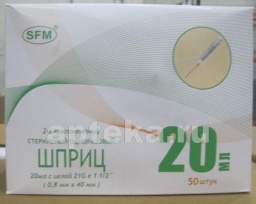 SFM®
СТЕРИЛЬНЫЙ
ШПРИЦ
20мл с иглой 21G x 1 1/2"
(0,8 мм x 40 мм)
20 мл
50 штук
apteka.ru